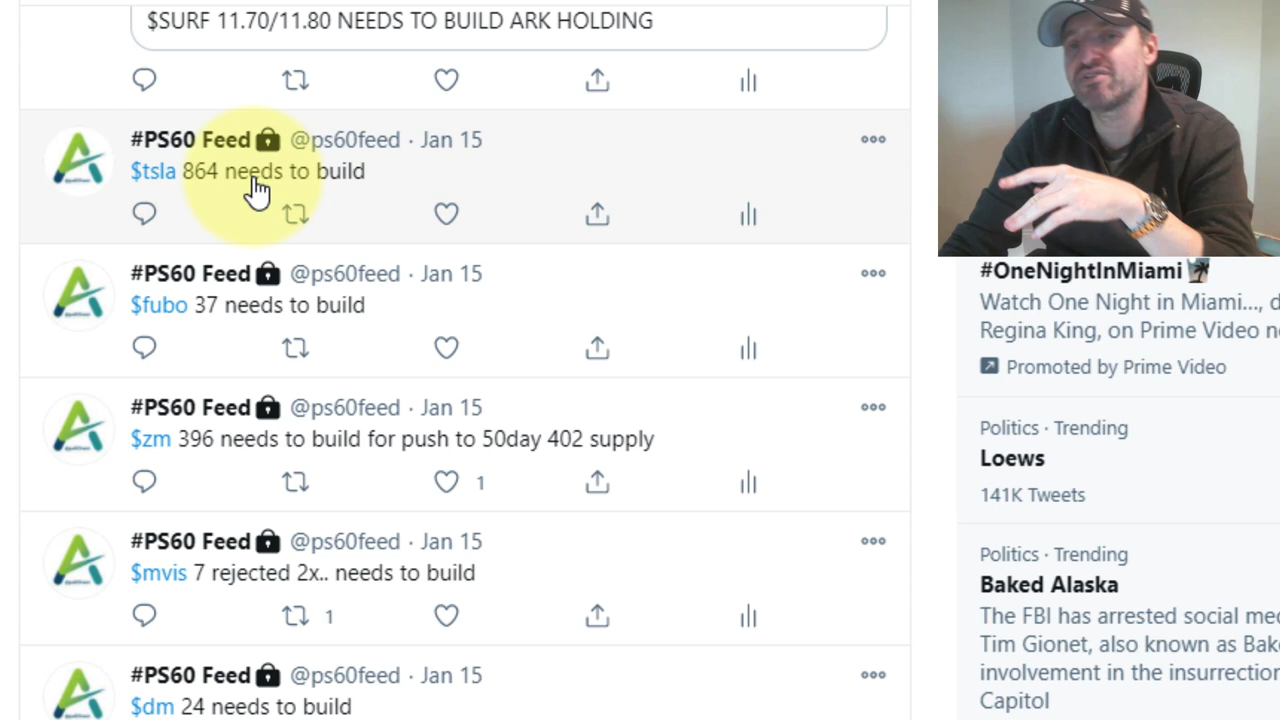 $SURF 11.70/11.80 NEEDS TO BUILD ARK HOLDING
#PS60 Feed @ps60feed · Jan 15
$tsla 864 needs to build
#PS60 Feed @ps60feed · Jan 15
$fubo 37 needs to build
#PS60 Feed @ps60feed · Jan 15
$zm 396 needs to build for push to 50day 402 supply
1
#PS60 Feed @ps60feed · Jan 15
$mvis 7 rejected 2x.. needs to build
1
#PS60 Feed @ps60feed · Jan 15
$dm 24 needs to build
#OneNightInMiami
Watch One Night in Miami..., d
Regina King, on Prime Video n
Promoted by Prime Video
Politics · Trending
Loews
141K Tweets
Politics · Trending
Baked Alaska
The FBI has arrested social me
Tim Gionet, also known as Bak
involvement in the insurrection
Capitol